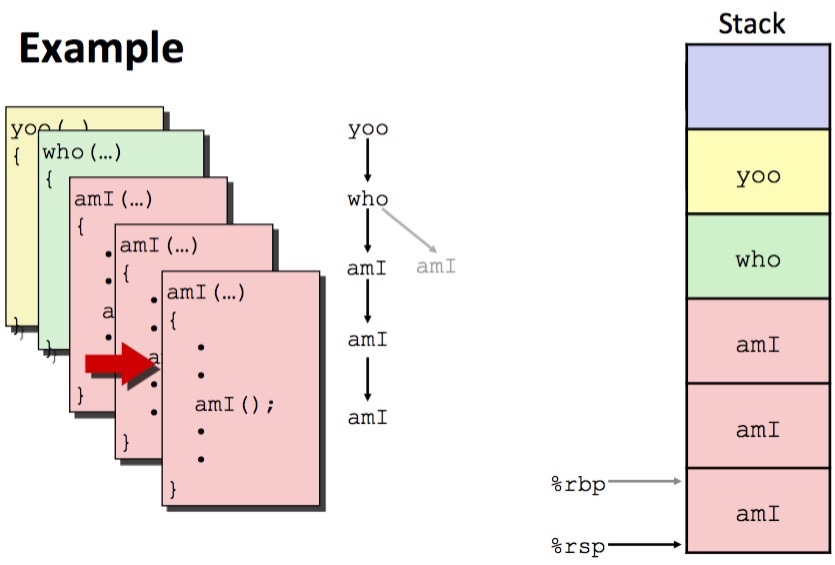 Example
Stack
yoo(…)
{
}
who(…)
{
}
amI(…)
{
•
•
a
•
}
amI(…)
{
•
•
a
•
•
}
amI(…)
{
•
•
amI();
•
•
}
yoo
who
amI amI
amI
amI
yoo
who
amI
amI
amI
%rbp
%rsp